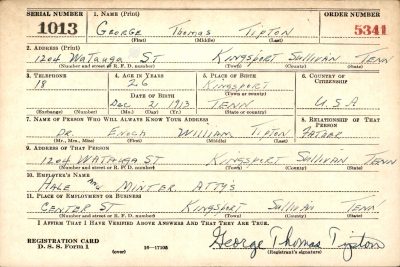 SERIAL NUMBER 1. NAME (Print) ORDER NUMBER
1013 GEORGE Thomas TIPTON 5341
(First) (Middle) (Last)
2. ADDRESS (Print)
1204 WATAUGA ST KINGSPORT SULLIVAN TENN
(Number and street or R. F. D. number) (Town) (County) (State)
3. TELEPHONE 4. AGE IN YEARS 5. PLACE OF BIRTH 6. COUNTRY OF CITIZENSHIP
18 26 KINGSPORT
DATE OF BIRTH (Town or county)
DEC 2 1913 TENN U.S.A
(Exchange) (Number) (Mo.) (Day) (Yr.) (State or country)
7. NAME OF PERSON WHO WILL ALWAYS KNOW YOUR ADDRESS 8. RELATIONSHIP OF THAT PERSON
DR. ENOCH WILLIAM TIPTON FATHAR
(Mr., Mrs., Miss) (First) (Middle) (Last)
9. ADDRESS OF THAT PERSON
1204 WATAUGA ST KINGSPORT SULLIVAN TENN
(Number and street or R. F. D. number) (Town) (County) (State)
10. EMPLOYER'S NAME
HALE AND MINTER ATTYS
11. PLACE OF EMPLOYMENT OR BUSINESS
CENTER ST KINGSPORT SULLIVAN TENN
(Number and street or R. F. D. number) (Town) (County) (State)
I AFFIRM THAT I HAVE VERIFIED ABOVE ANSWERS AND THAT THEY ARE TRUE.
REGISTRATION CARD George Thomas Tipton
D. S. S. Form 1 (over) 16—17105 (Registrant's signature)